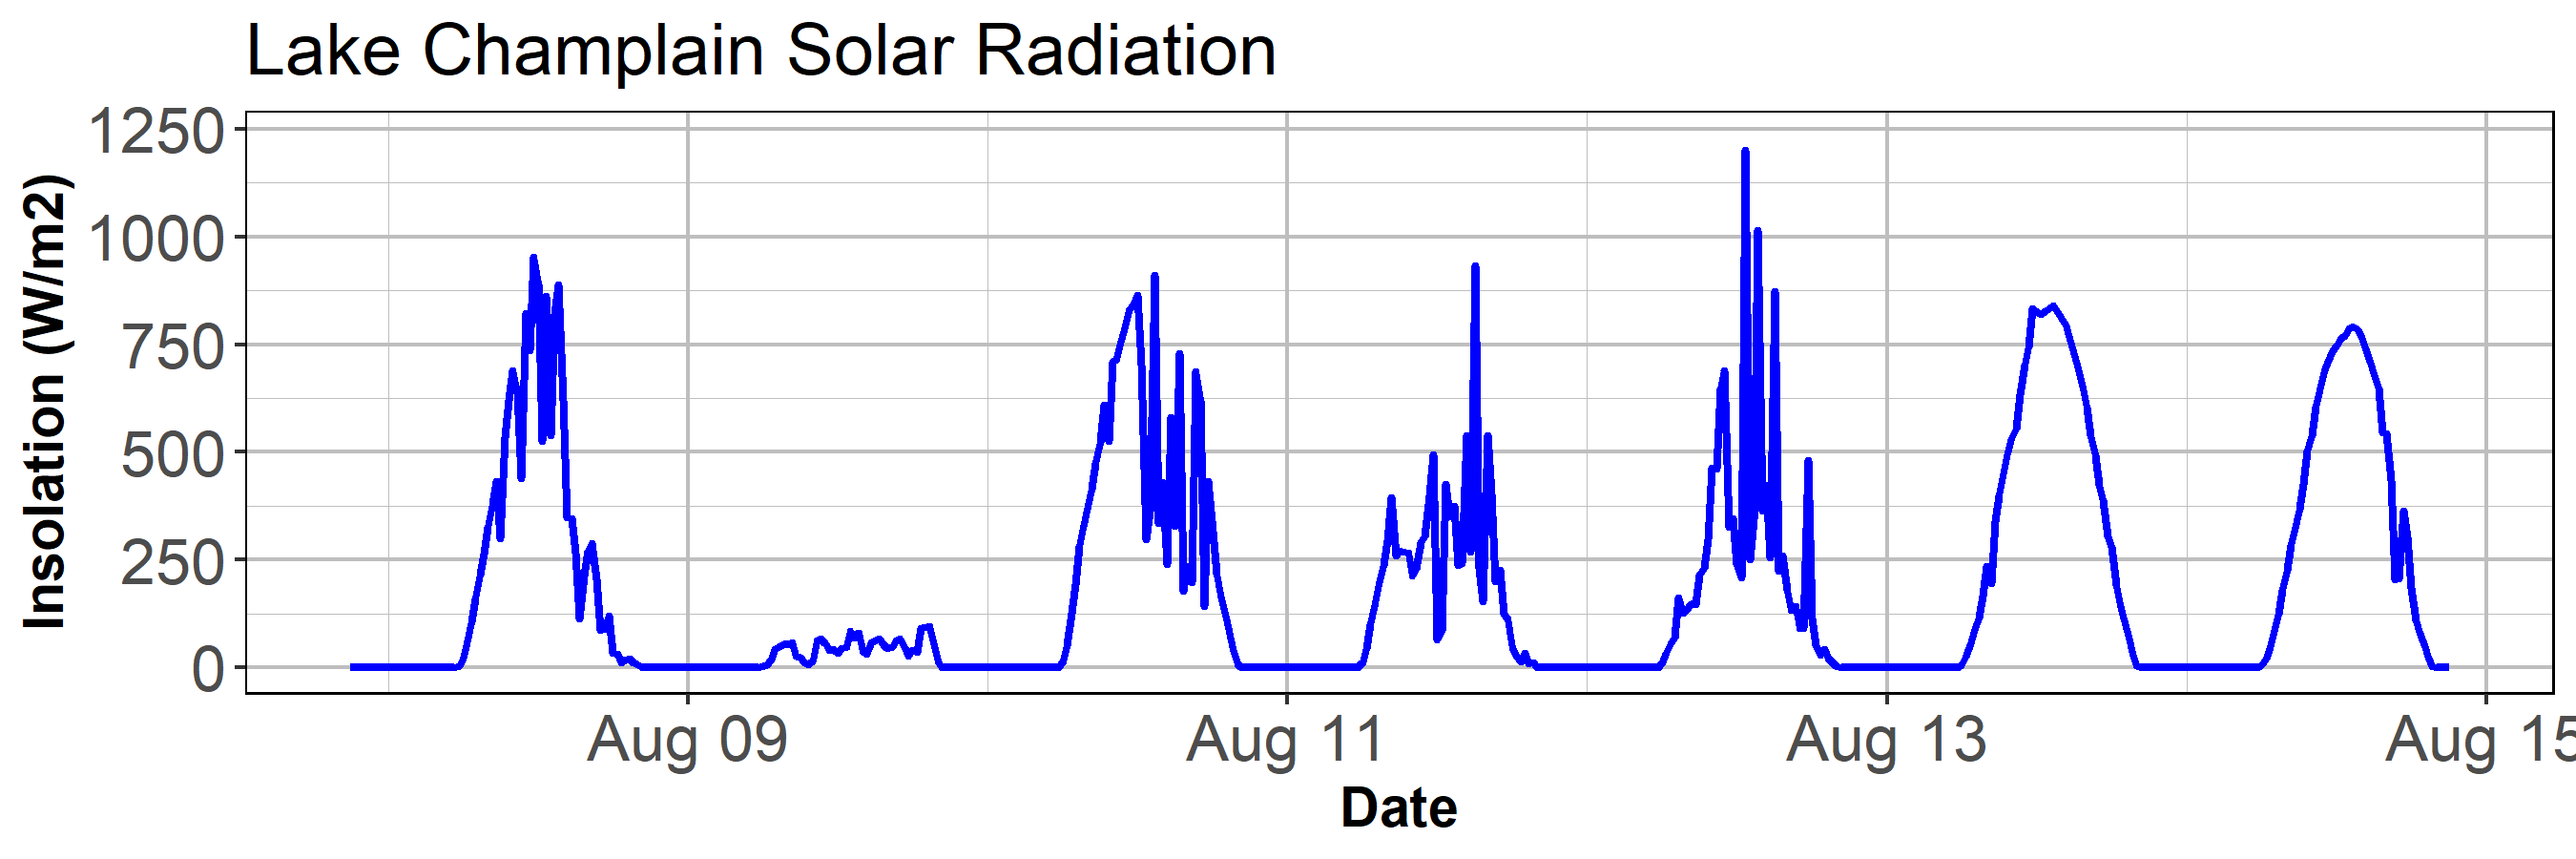 Lake Champlain Solar Radiation
Insolation (W/m2)
1250
1000
750
500
250
0
Aug 09 Aug 11 Aug 13 Aug 15
Date